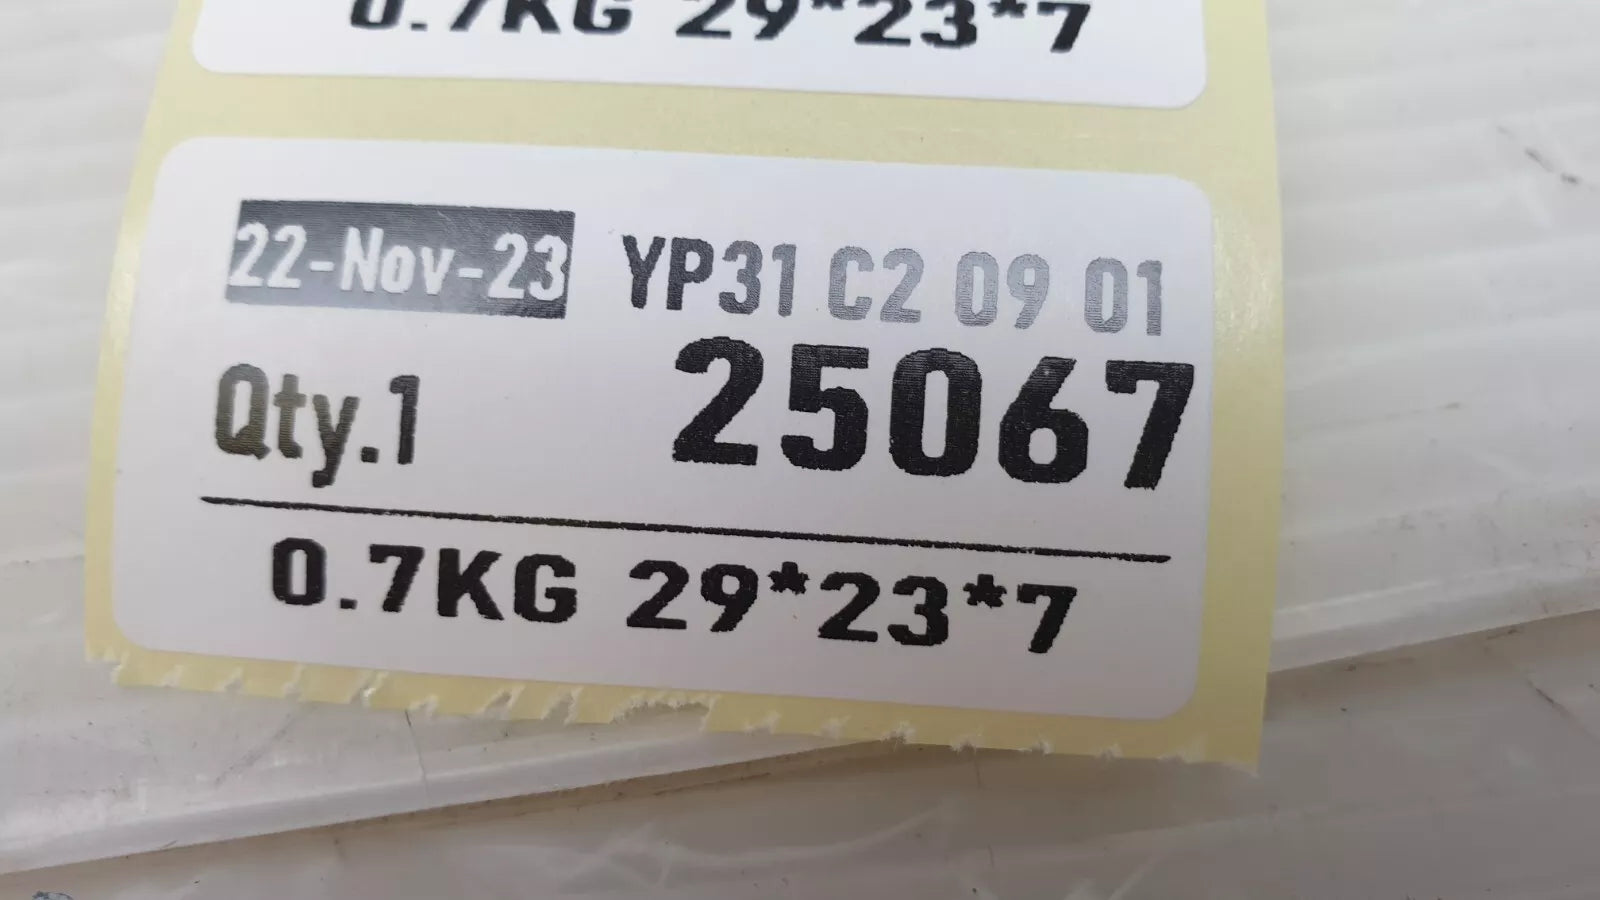 0.7KG 29*23*7
22-Nov-23 YP31 C2 09 01
Qty.1 25067
0.7KG 29*23*7